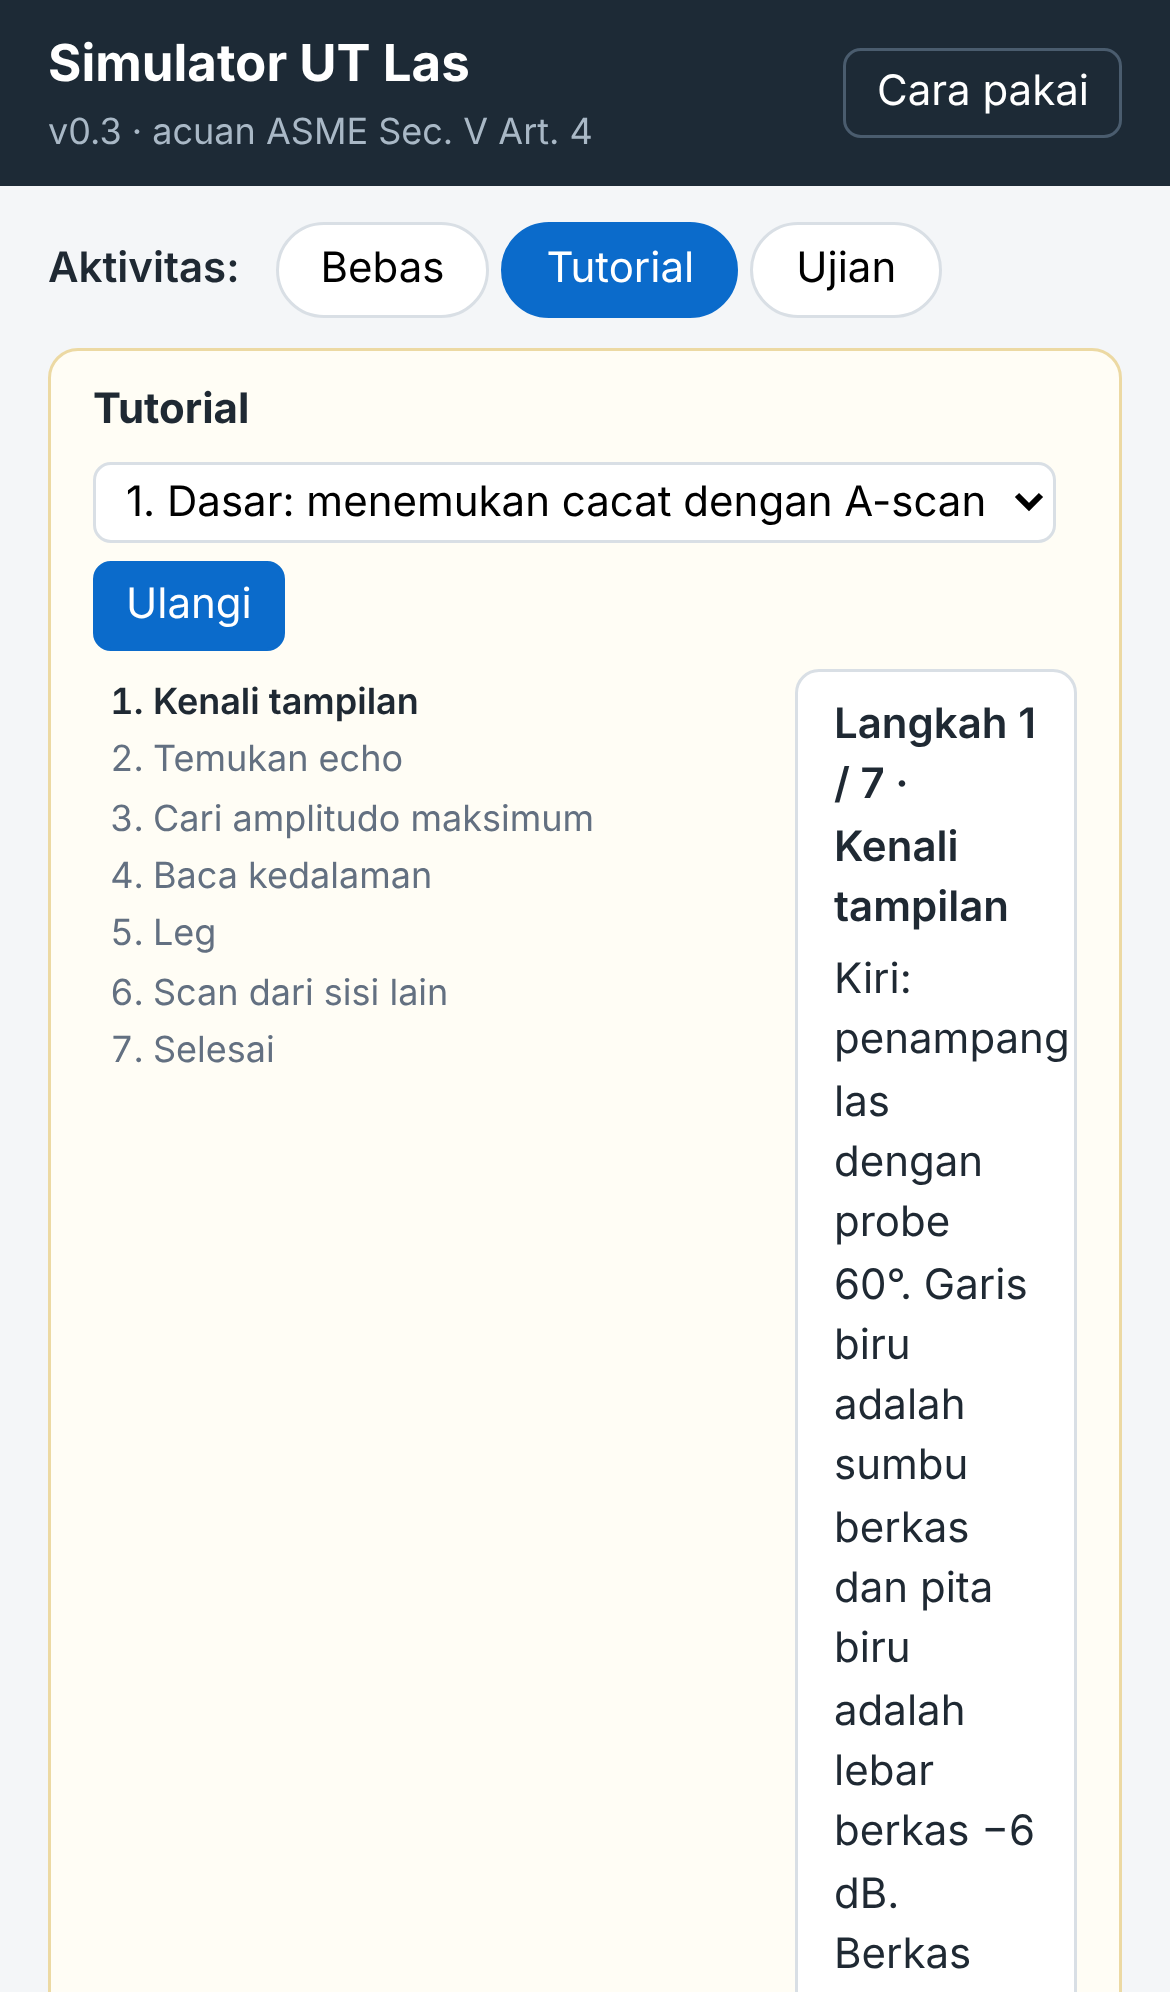 Simulator UT Las
v0.3 · acuan ASME Sec. V Art. 4
Cara pakai
Aktivitas:
Bebas
Tutorial
Ujian
Tutorial
1. Dasar: menemukan cacat dengan A-scan
Ulangi
1. Kenali tampilan
2. Temukan echo
3. Cari amplitudo maksimum
4. Baca kedalaman
5. Leg
6. Scan dari sisi lain
7. Selesai
Langkah 1
/ 7 ·
Kenali
tampilan
Kiri:
penampang
las
dengan
probe
60°. Garis
biru
adalah
sumbu
berkas
dan pita
biru
adalah
lebar
berkas −6
dB.
Berkas